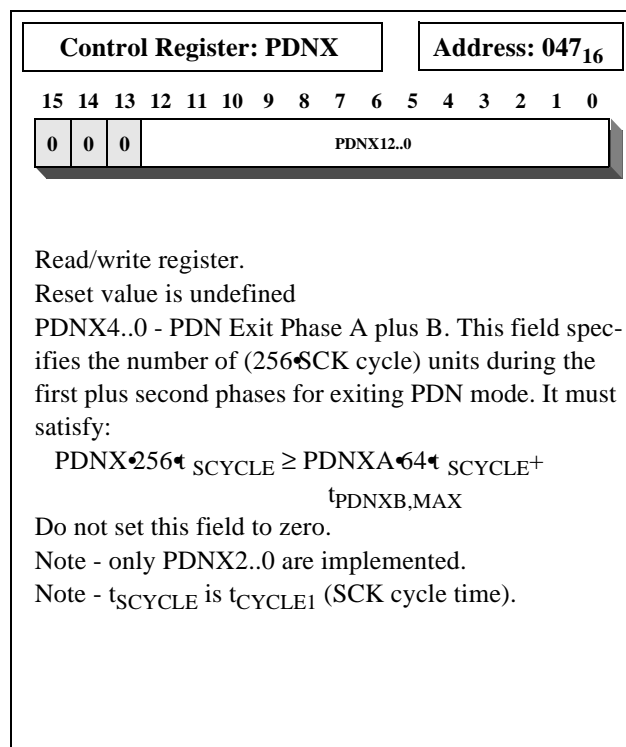 Control Register: PDNX Address: 047₁₆
15 14 13 12 11 10 9 8 7 6 5 4 3 2 1 0
0 0 0 PDNX12..0
Read/write register.
Reset value is undefined
PDNX4..0 - PDN Exit Phase A plus B. This field spec-
ifies the number of (256•SCK cycle) units during the
first plus second phases for exiting PDN mode. It must
satisfy:
PDNX•256•t SCYCLE ≥ PDNXA•64•t SCYCLE+
tPDNXB,MAX
Do not set this field to zero.
Note - only PDNX2..0 are implemented.
Note - tSCYCLE is tCYCLE1 (SCK cycle time).